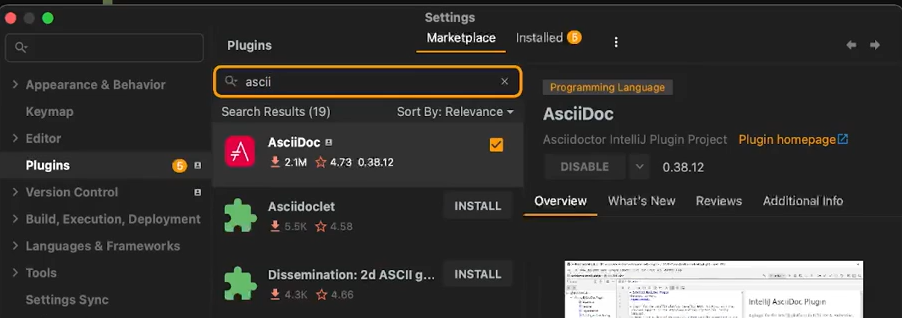 Settings
Plugins
Marketplace
Installed 5
ascii
Appearance & Behavior
Keymap
Editor
Plugins 5
Version Control
Build, Execution, Deployment
Languages & Frameworks
Tools
Settings Sync
Search Results (19)
Sort By: Relevance
AsciiDoc
2.1M 4.73 0.38.12
Asciidoclet
5.5K 4.58
INSTALL
Dissemination: 2d ASCII g...
4.3K 4.66
INSTALL
Programming Language
AsciiDoc
Asciidoctor IntelliJ Plugin Project Plugin homepage
DISABLE 0.38.12
Overview What's New Reviews Additional Info
IntelliJ AsciiDoc Plugin